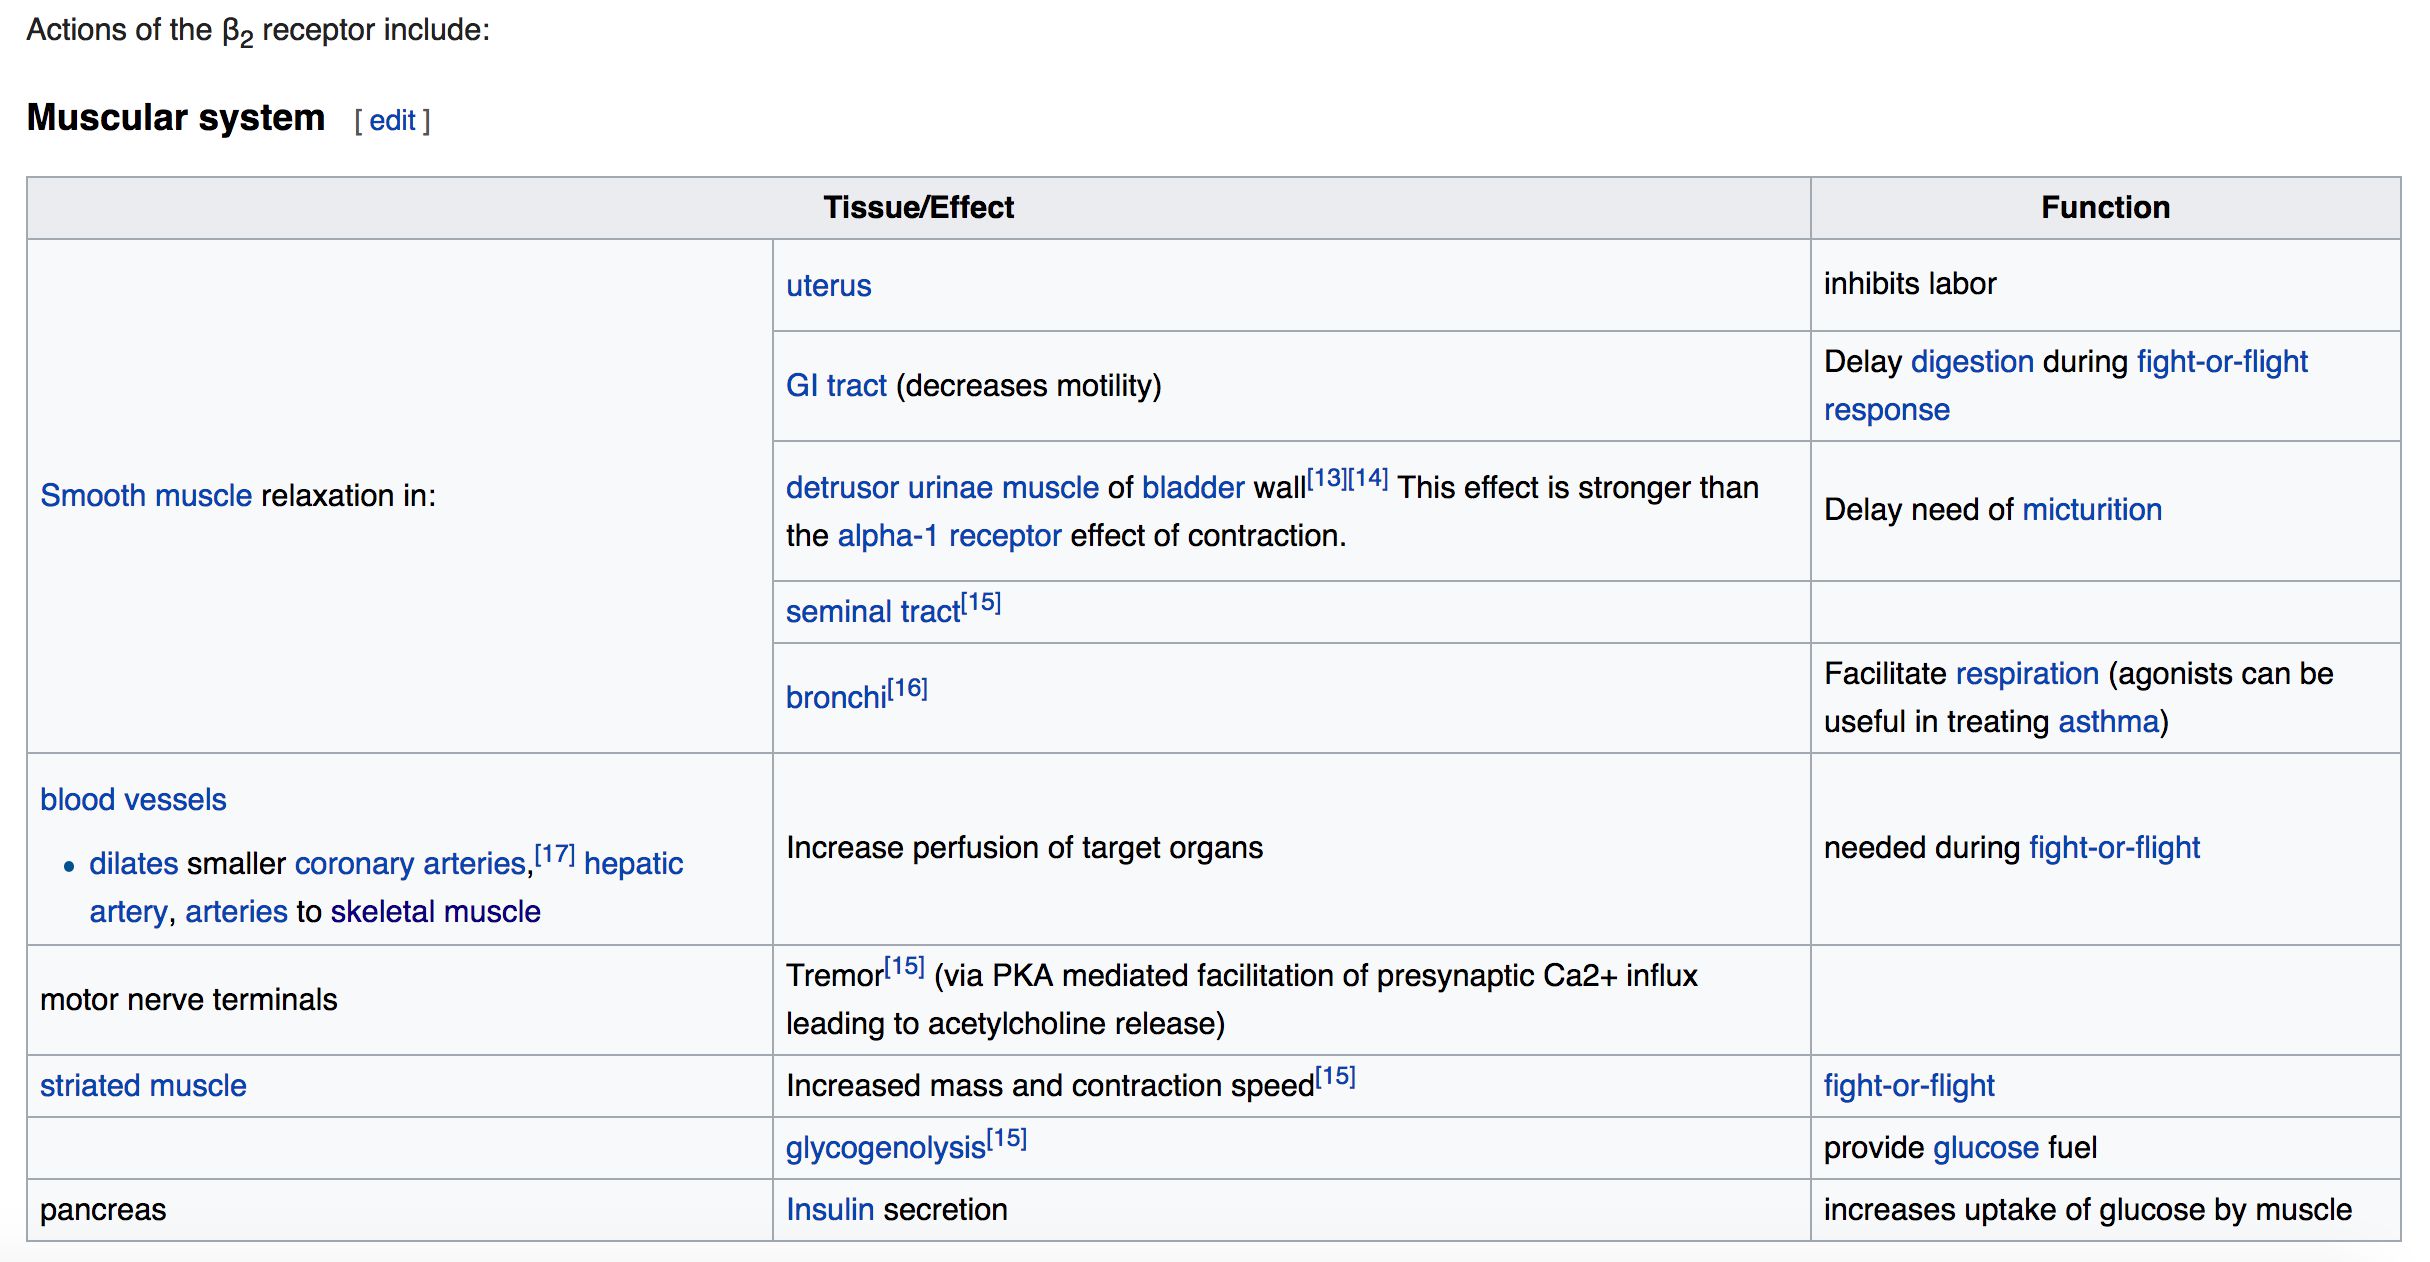 Actions of the β2 receptor include:
Muscular system [ edit ]
Tissue/Effect
Function
Smooth muscle relaxation in:
uterus
inhibits labor
GI tract (decreases motility)
Delay digestion during fight-or-flight
response
detrusor urinae muscle of bladder wall[13][14] This effect is stronger than
the alpha-1 receptor effect of contraction.
Delay need of micturition
seminal tract[15]
bronchi[16]
Facilitate respiration (agonists can be
useful in treating asthma)
blood vessels
• dilates smaller coronary arteries,[17] hepatic
artery, arteries to skeletal muscle
Increase perfusion of target organs
needed during fight-or-flight
motor nerve terminals
Tremor[15] (via PKA mediated facilitation of presynaptic Ca2+ influx
leading to acetylcholine release)
striated muscle
Increased mass and contraction speed[15]
fight-or-flight
glycogenolysis[15]
provide glucose fuel
pancreas
Insulin secretion
increases uptake of glucose by muscle